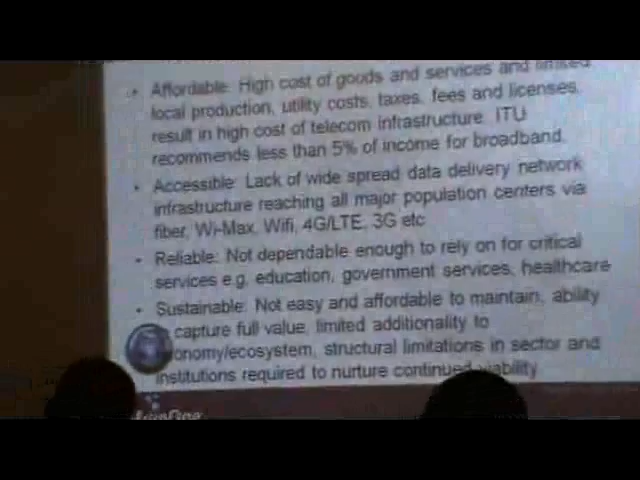 • Affordable: High cost of goods and services and limited
local production, utility costs, taxes, fees and licenses,
result in high cost of telecom infrastructure. ITU
recommends less than 5% of income for broadband.
• Accessible: Lack of wide spread data delivery network
infrastructure reaching all major population centers via
fiber, Wi-Max, Wifi, 4G/LTE, 3G etc
• Reliable: Not dependable enough to rely on for critical
services e.g. education, government services, healthcare
• Sustainable: Not easy and affordable to maintain, ability
capture full value, limited additionality to
onomy/ecosystem, structural limitations in sector and
institutions required to nurture continued viability